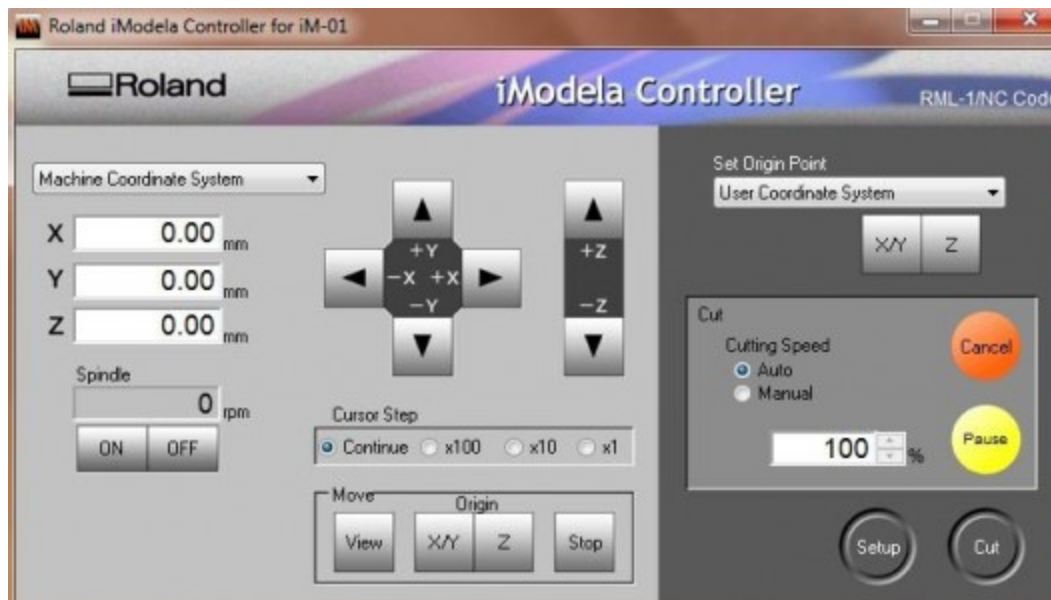 Roland iModela Controller for iM-01
Roland
iModela Controller
RML-1/NC Code
Machine Coordinate System
X 0.00 mm
Y 0.00 mm
Z 0.00 mm
Spindle
0 rpm
ON OFF
+Y
-X +X
-Y
+Z
-Z
Cursor Step
Continue x100 x10 x1
Move
Origin
View X/Y Z Stop
Set Origin Point
User Coordinate System
X/Y Z
Cut
Cutting Speed
Auto
Manual
100 %
Cancel
Pause
Setup Cut